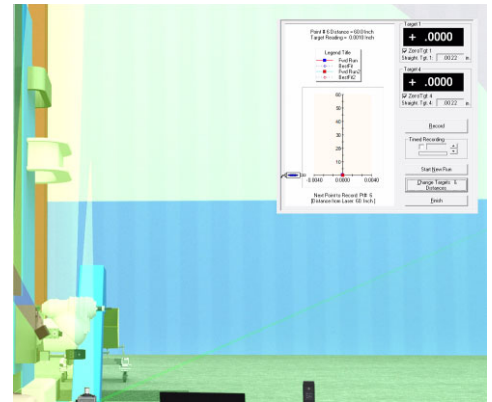 Point # 6 Distance = 60.0 Inch
Target Reading = -0.0010 Inch
Legend Title
Fwd Run
BestFit
Fwd Run2
BestFit2
60
50
40
30
20
10
-0.0040 0.0000 0.0040
Next Point to Record: Pt#: 6
[Distance from Laser: 60 Inch ]
Target 1
+ .0000
Zero Tgt 1
Straight Tgt 1: .0022 in.
Target 4
+ .0000
Zero Tgt 4
Straight Tgt 4: .0022 in.
Record
Timed Recording
Start New Run
Change Targets & Distances
Finish